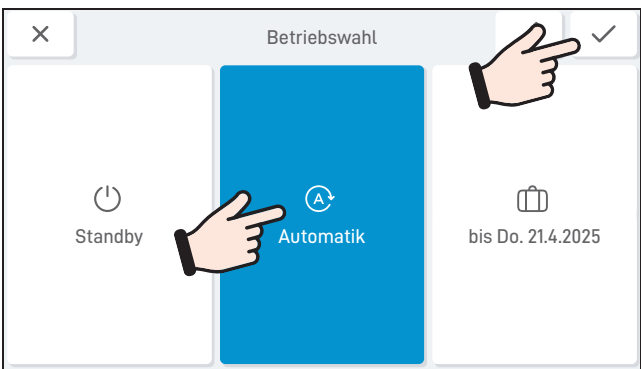 Betriebswahl
Standby
A
Automatik
bis Do. 21.4.2025